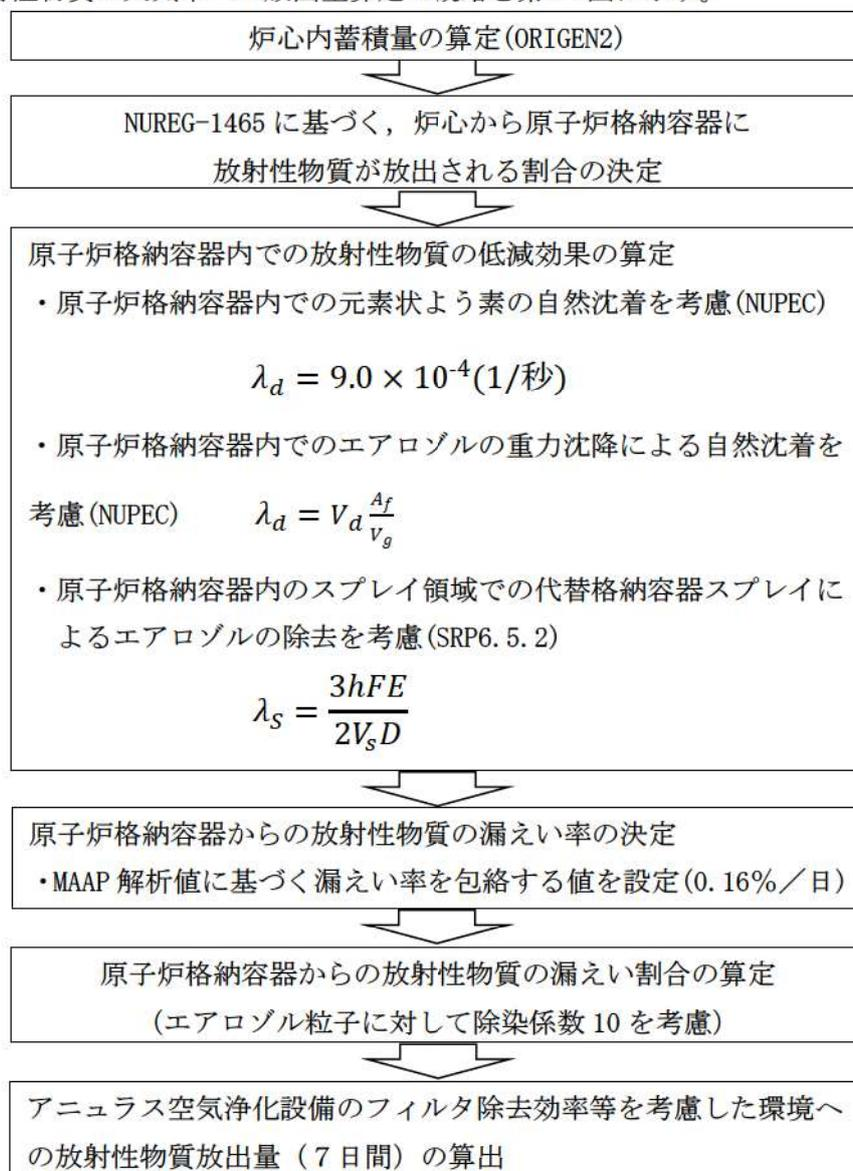 炉心内蓄積量の算定(ORIGEN2)
NUREG-1465 に基づく，炉心から原子炉格納容器に
放射性物質が放出される割合の決定
原子炉格納容器内での放射性物質の低減効果の算定
・原子炉格納容器内での元素状よう素の自然沈着を考慮(NUPEC)
λ_d = 9.0 × 10^-4(1/秒)
・原子炉格納容器内でのエアロゾルの重力沈降による自然沈着を
考慮(NUPEC) λ_d = V_d A_f/V_g
・原子炉格納容器内のスプレイ領域での代替格納容器スプレイに
よるエアロゾルの除去を考慮(SRP6.5.2)
λ_S = 3hFE/2V_sD
原子炉格納容器からの放射性物質の漏えい率の決定
・MAAP 解析値に基づく漏えい率を包絡する値を設定(0.16％／日)
原子炉格納容器からの放射性物質の漏えい割合の算定
(エアロゾル粒子に対して除染係数 10 を考慮)
アニュラス空気浄化設備のフィルタ除去効率等を考慮した環境へ
の放射性物質放出量（７日間）の算出